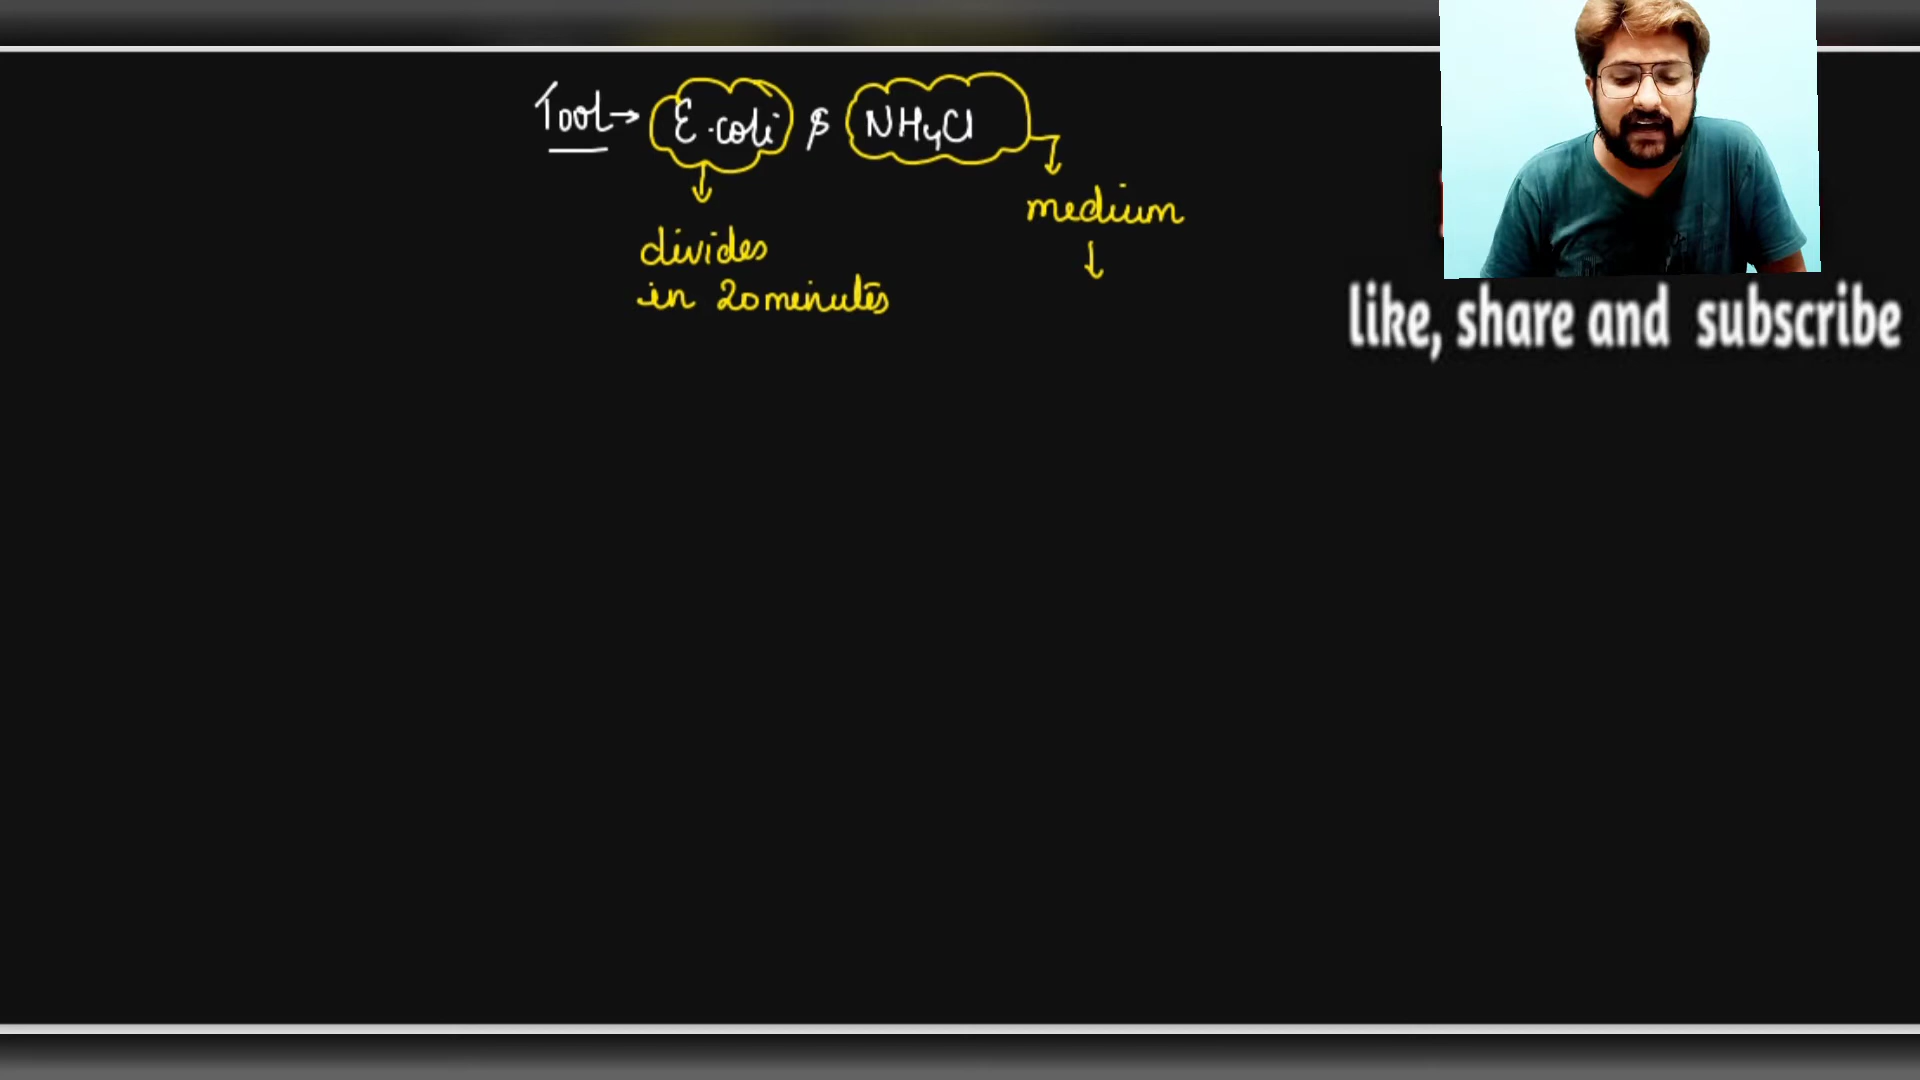 Tool → E.coli & NH4Cl
medium
divides
in 20 minutes
like, share and subscribe